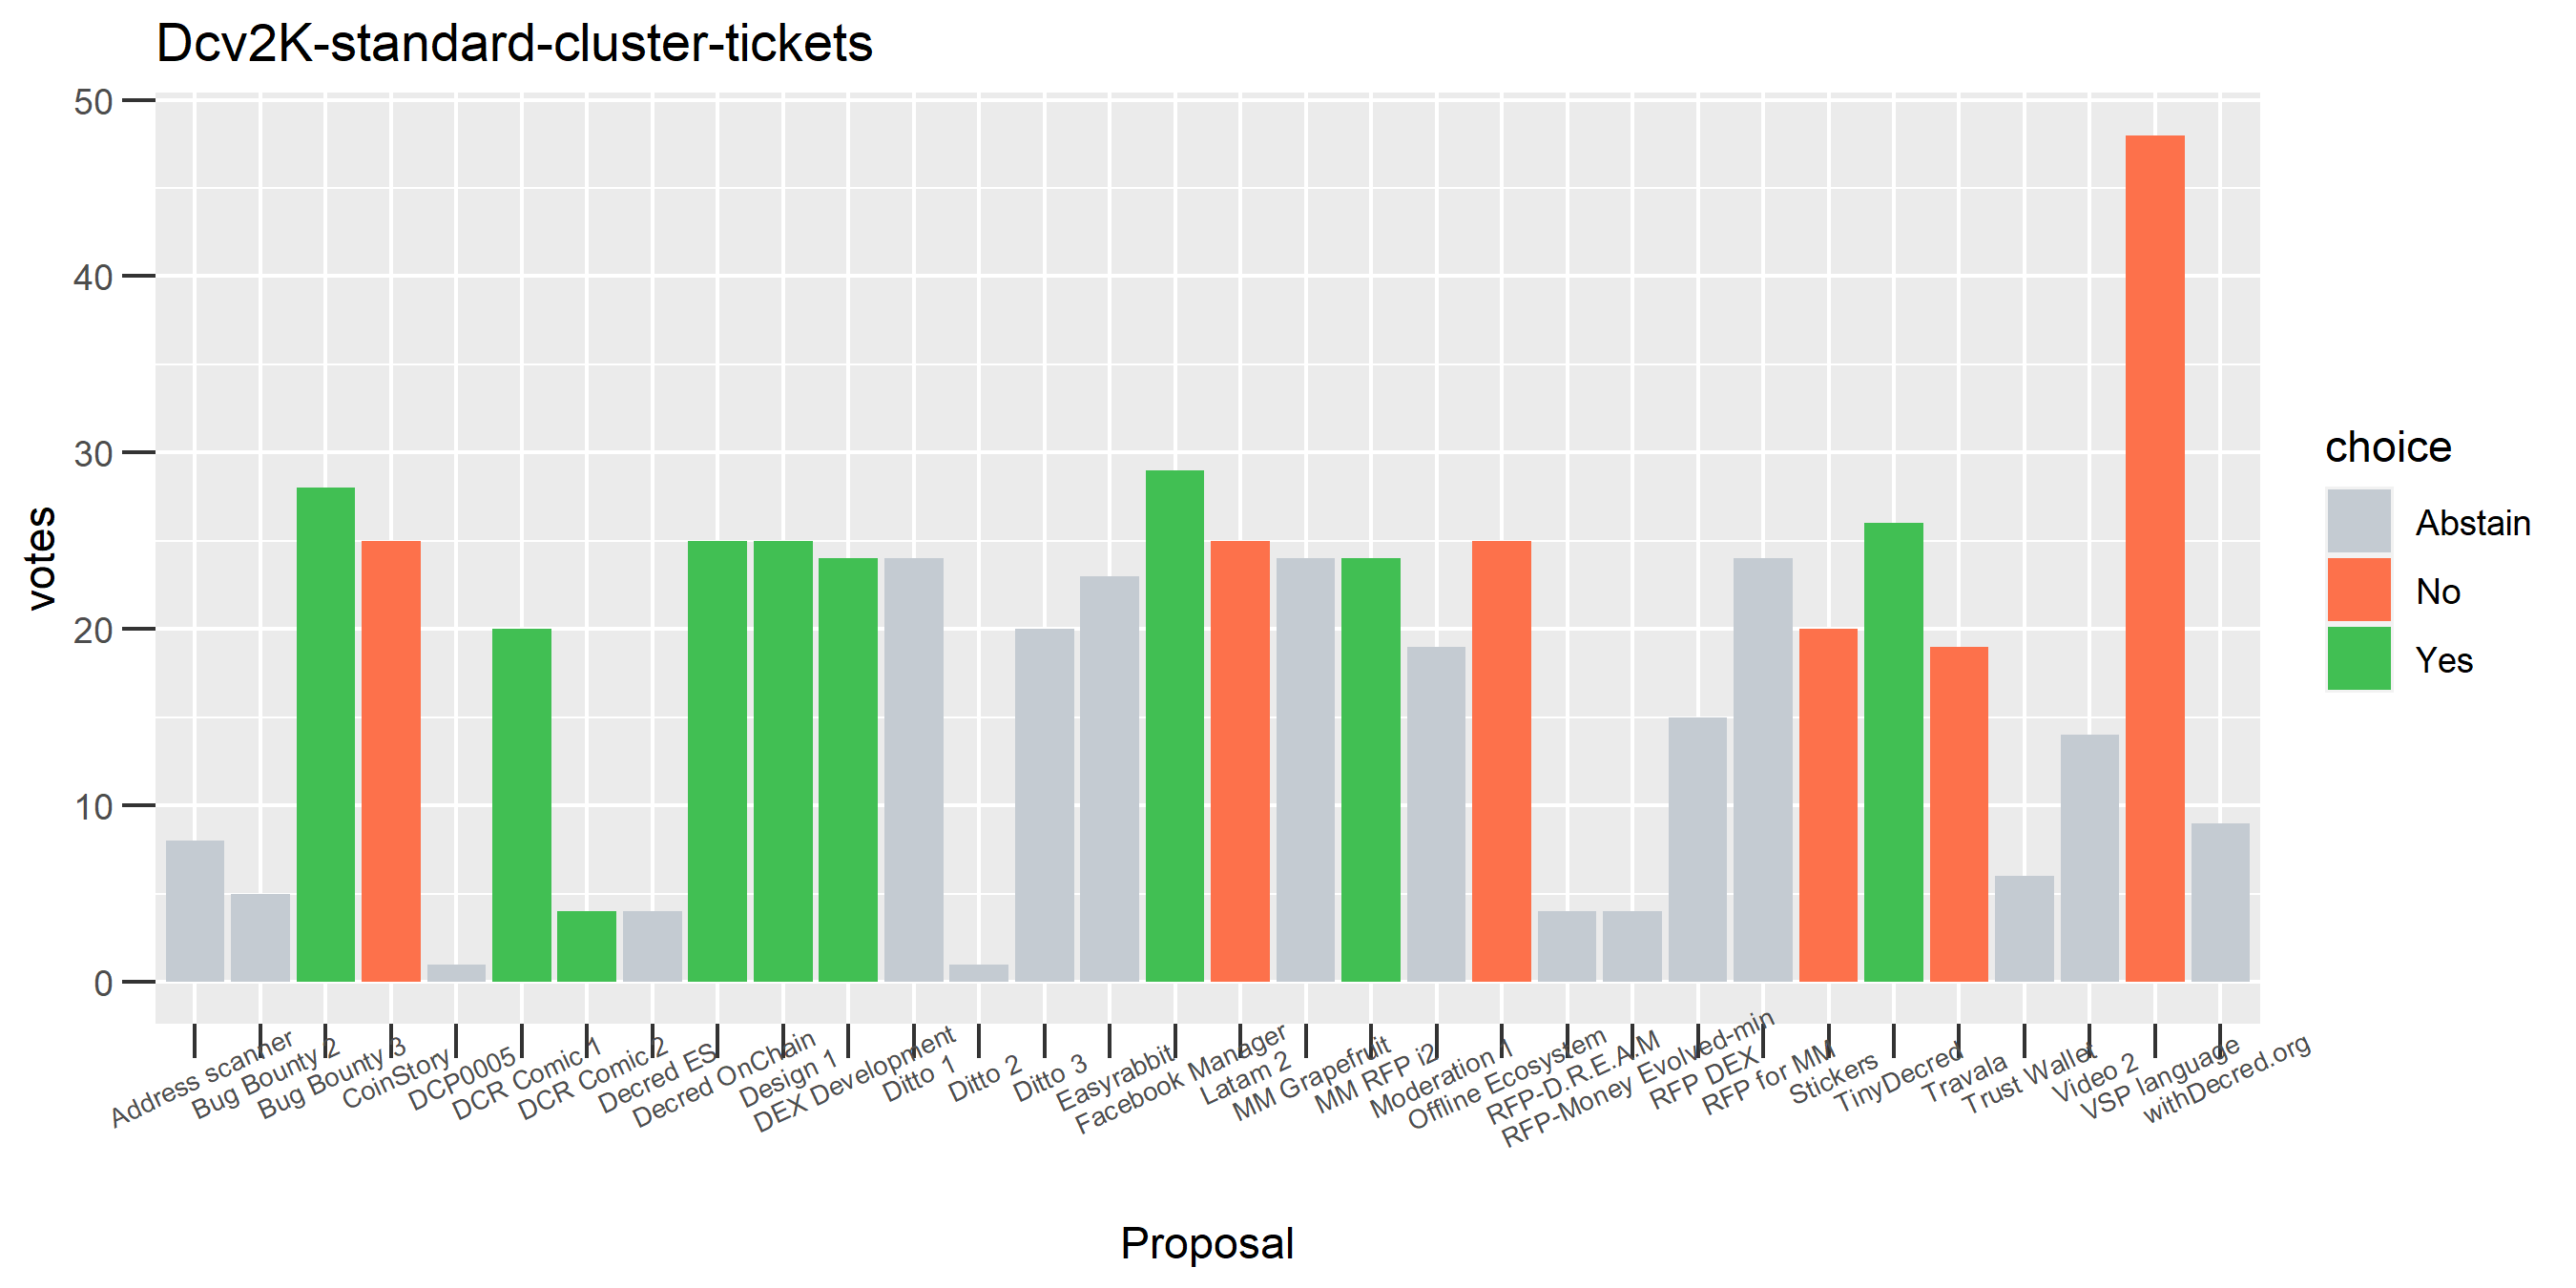 Dcv2K-standard-cluster-tickets
50
40
30
20
10
0
votes
Address scanner
Bug Bounty 2
Bug Bounty 3
CoinStory
DCP0005
DCR Comic 1
DCR Comic 2
Decred ES
Decred OnChain
Design 1
DEX Development
Ditto 1
Ditto 2
Ditto 3
Easyrabbit
Facebook Manager
Latam 2
MM Grapefruit
MM RFP i2
Moderation 1
Offline Ecosystem
RFP-D.R.E.A.M
RFP-Money Evolved-min
RFP DEX
RFP for MM
Stickers
TinyDecred
Travala
Trust Wallet
Video 2
VSP language
withDecred.org
Proposal
choice
Abstain
No
Yes